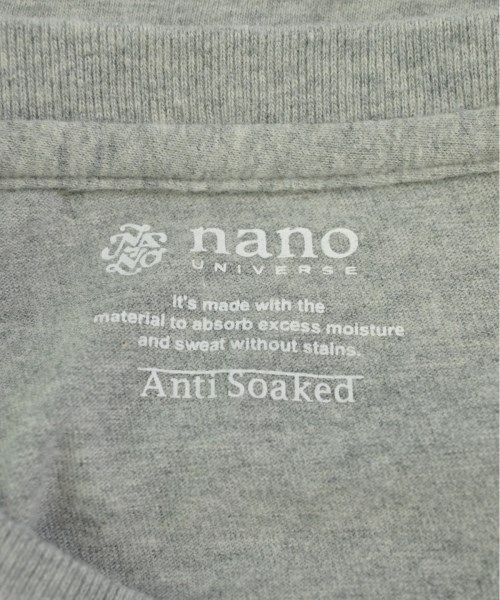 nano
UNIVERSE
It's made with the
material to absorb excess moisture
and sweat without stains.
Anti Soaked